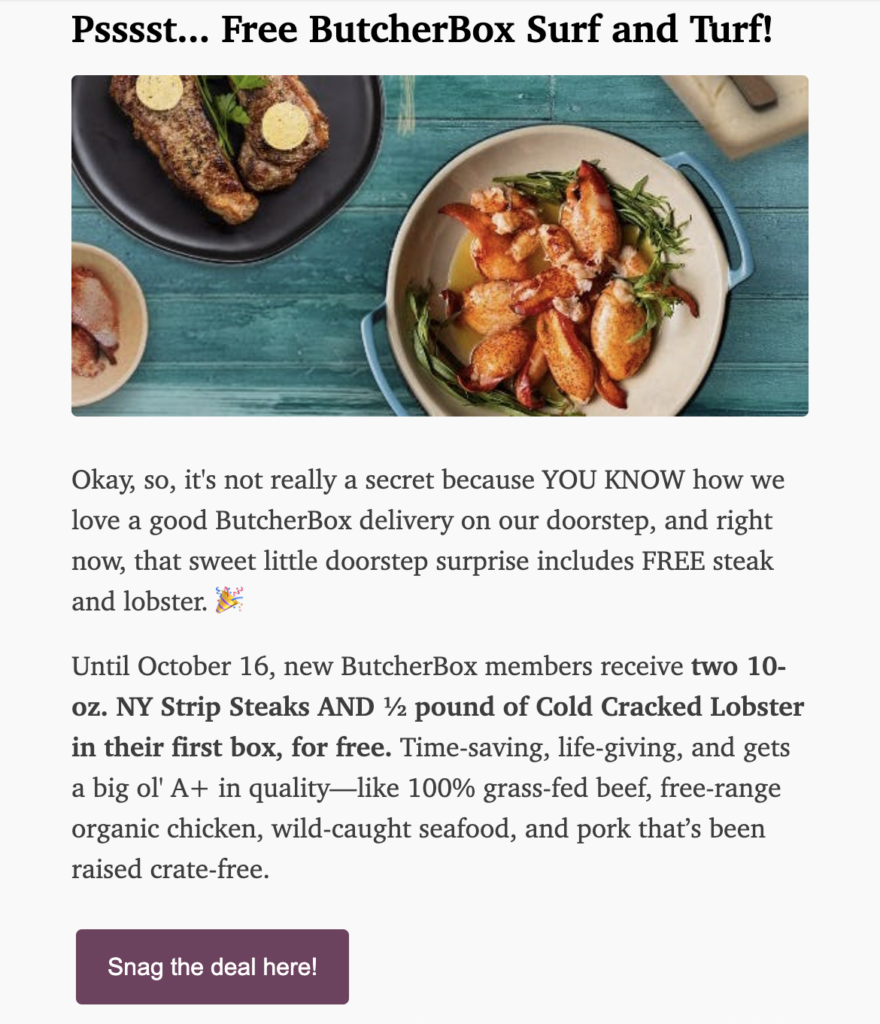 Psssst... Free ButcherBox Surf and Turf!
Okay, so, it's not really a secret because YOU KNOW how we
love a good ButcherBox delivery on our doorstep, and right
now, that sweet little doorstep surprise includes FREE steak
and lobster. 🎉
Until October 16, new ButcherBox members receive two 10-
oz. NY Strip Steaks AND ½ pound of Cold Cracked Lobster
in their first box, for free. Time-saving, life-giving, and gets
a big ol' A+ in quality—like 100% grass-fed beef, free-range
organic chicken, wild-caught seafood, and pork that’s been
raised crate-free.
Snag the deal here!